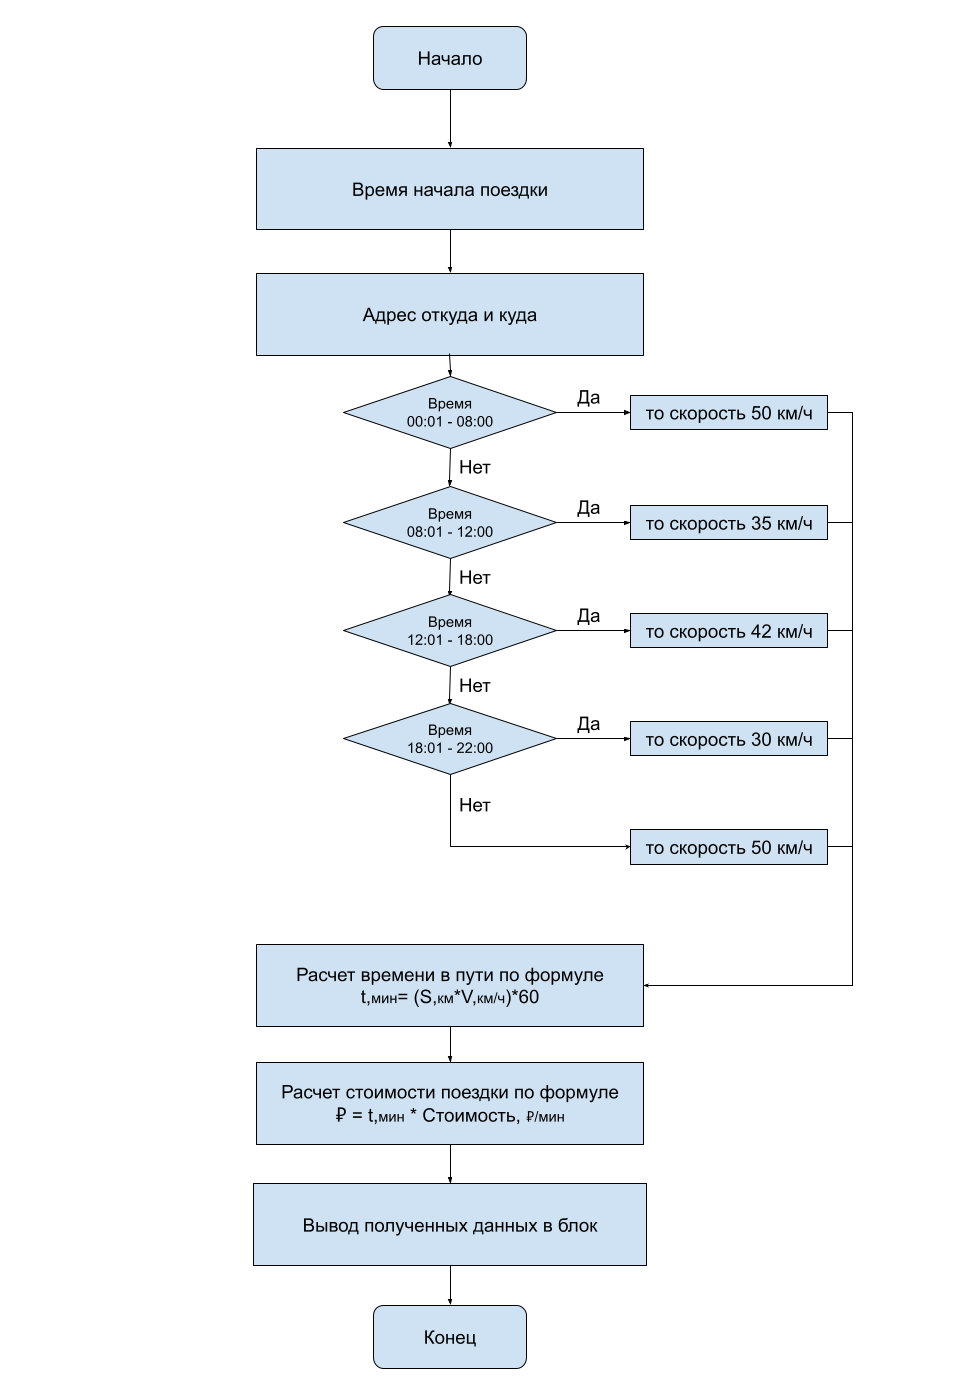 Начало
Время начала поездки
Адрес откуда и куда
Время
00:01 - 08:00
Да
то скорость 50 км/ч
Нет
Время
08:01 - 12:00
Да
то скорость 35 км/ч
Нет
Время
12:01 - 18:00
Да
то скорость 42 км/ч
Нет
Время
18:01 - 22:00
Да
то скорость 30 км/ч
Нет
то скорость 50 км/ч
Расчет времени в пути по формуле
t,мин= (S,км*V,км/ч)*60
Расчет стоимости поездки по формуле
₽ = t,мин * Стоимость, ₽/мин
Вывод полученных данных в блок
Конец